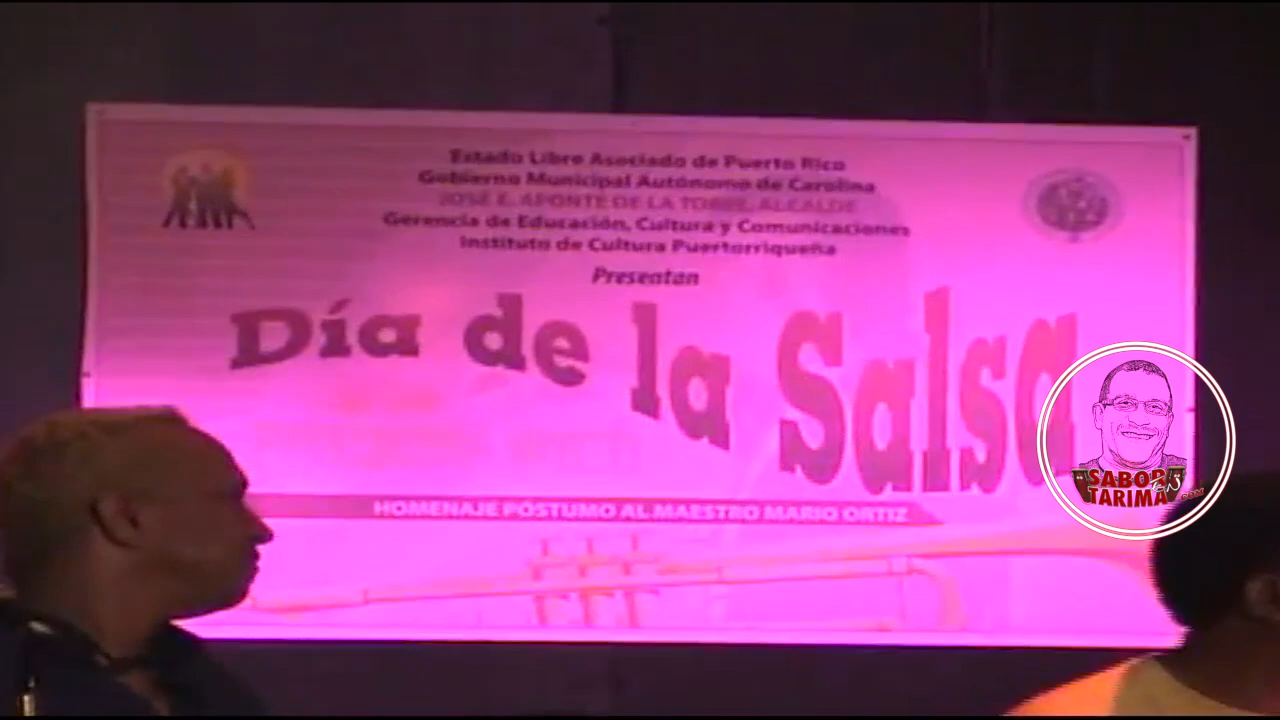 Estado Libre Asociado de Puerto Rico
Gobierno Municipal Autónomo de Carolina
JOSÉ E. APONTE DE LA TORRE, ALCALDE
Gerencia de Educación, Cultura y Comunicaciones
Instituto de Cultura Puertorriqueña
Presentan
Día de la Salsa
HOMENAJE PÓSTUMO AL MAESTRO MARIO ORTIZ
SABOR
EN
TARIMA
.COM